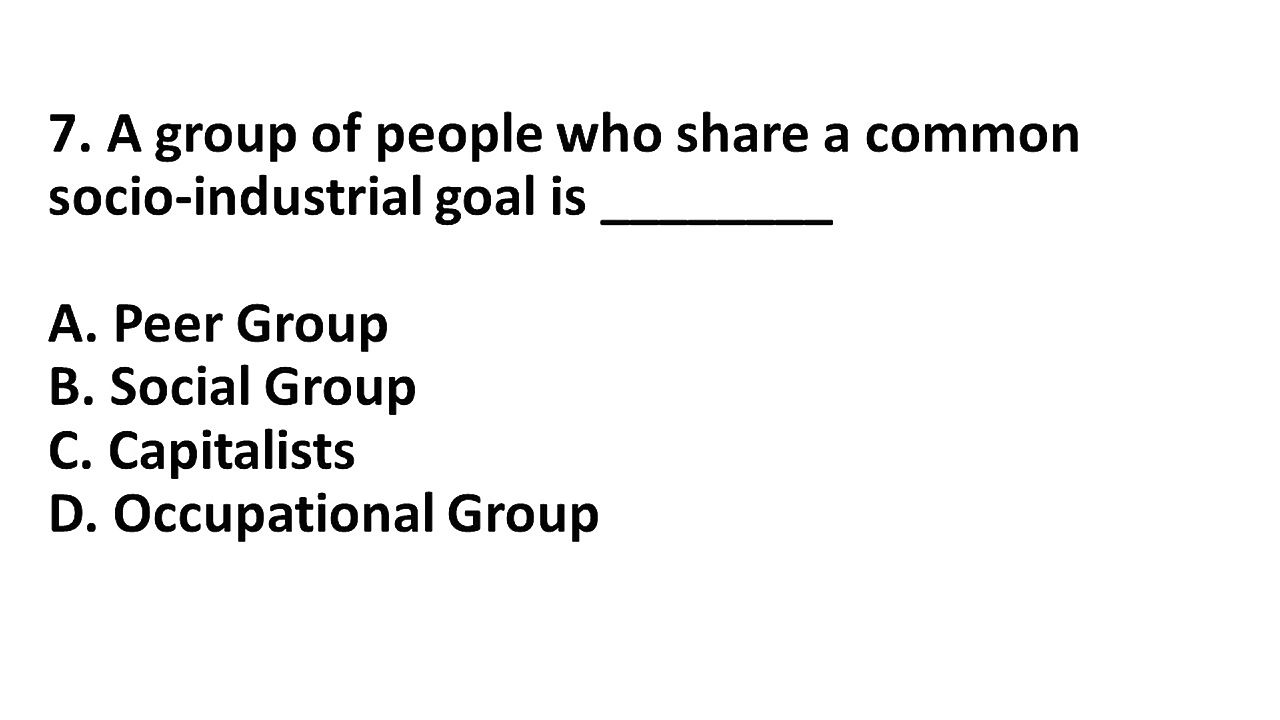 7. A group of people who share a common
socio-industrial goal is ________
A. Peer Group
B. Social Group
C. Capitalists
D. Occupational Group